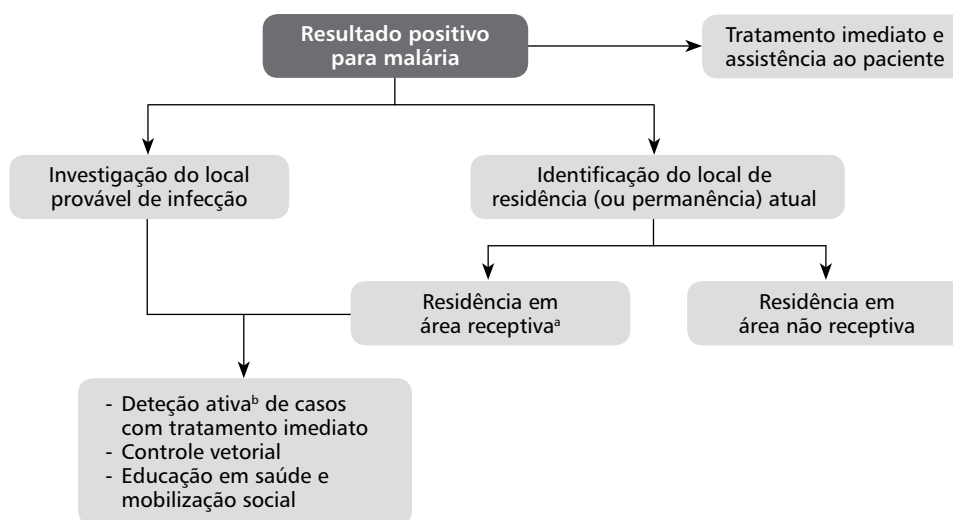 Resultado positivo
para malária
Tratamento imediato e
assistência ao paciente
Investigação do local
provável de infecção
Identificação do local de
residência (ou permanência) atual
Residência em
área receptivaᵃ
Residência em
área não receptiva
- Deteção ativaᵇ de casos
com tratamento imediato
- Controle vetorial
- Educação em saúde e
mobilização social